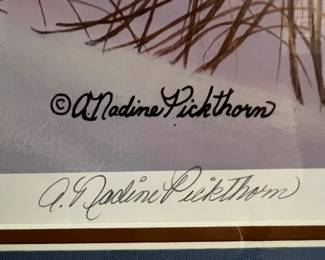 © A. Nadine Pickthorn
A. Nadine Pickthorn